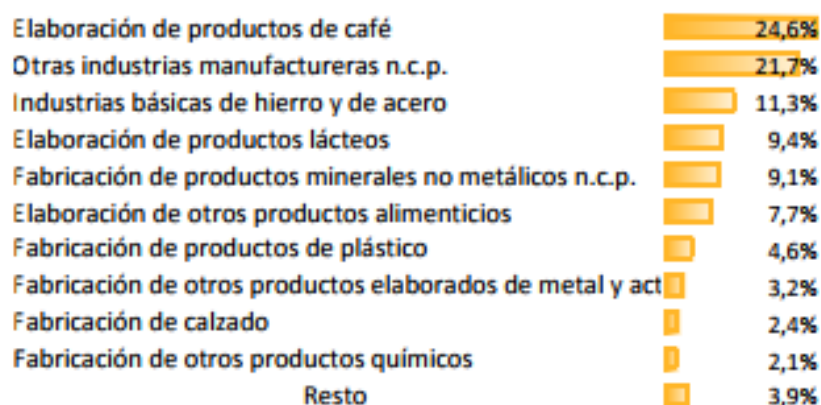 Elaboración de productos de café 24,6%
Otras industrias manufactureras n.c.p. 21,7%
Industrias básicas de hierro y de acero 11,3%
Elaboración de productos lácteos 9,4%
Fabricación de productos minerales no metálicos n.c.p. 9,1%
Elaboración de otros productos alimenticios 7,7%
Fabricación de productos de plástico 4,6%
Fabricación de otros productos elaborados de metal y act 3,2%
Fabricación de calzado 2,4%
Fabricación de otros productos químicos 2,1%
Resto 3,9%